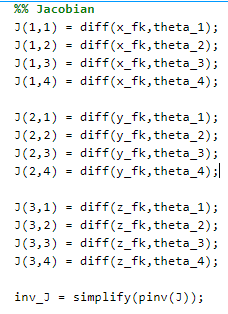 %% Jacobian
J(1,1) = diff(x_fk,theta_1);
J(1,2) = diff(x_fk,theta_2);
J(1,3) = diff(x_fk,theta_3);
J(1,4) = diff(x_fk,theta_4);
J(2,1) = diff(y_fk,theta_1);
J(2,2) = diff(y_fk,theta_2);
J(2,3) = diff(y_fk,theta_3);
J(2,4) = diff(y_fk,theta_4);
J(3,1) = diff(z_fk,theta_1);
J(3,2) = diff(z_fk,theta_2);
J(3,3) = diff(z_fk,theta_3);
J(3,4) = diff(z_fk,theta_4);
inv_J = simplify(pinv(J));